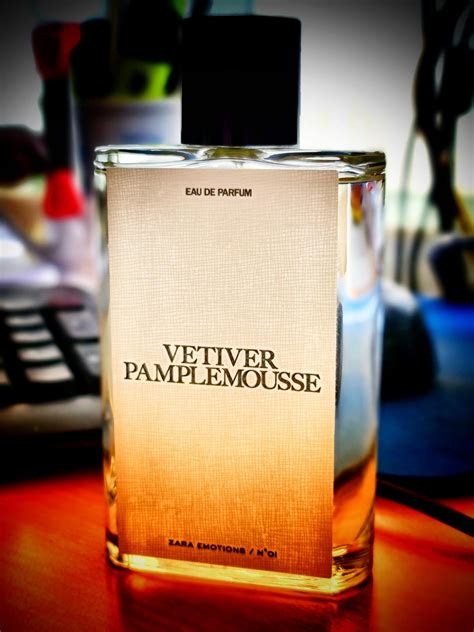 EAU DE PARFUM
VETIVER
PAMPLEMOUSSE
ZARA EMOTIONS / Nº01